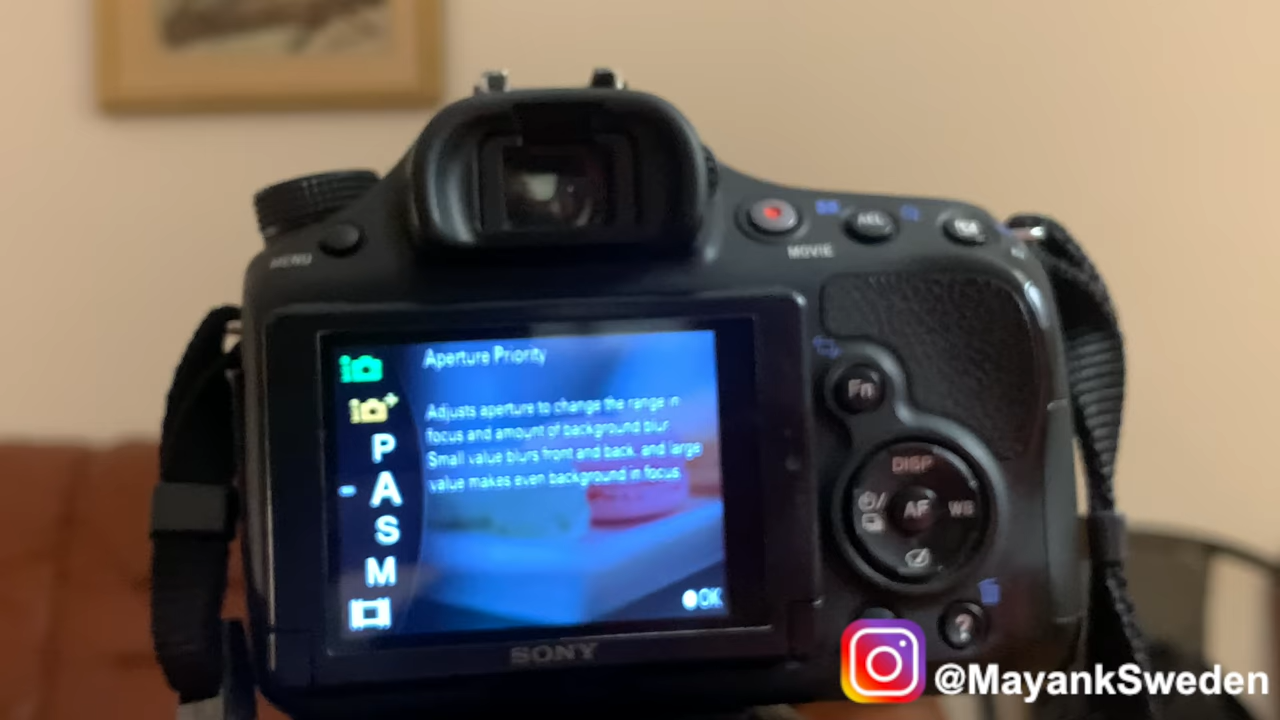 MENU
MOVIE
AEL
Aperture Priority
Adjusts aperture to change the range in
focus and amount of background blur.
Small value blurs front and back, and large
value makes even background in focus.
P
A
S
M
OK
Fn
DISP
AF
WB
?
SONY
@MayankSweden